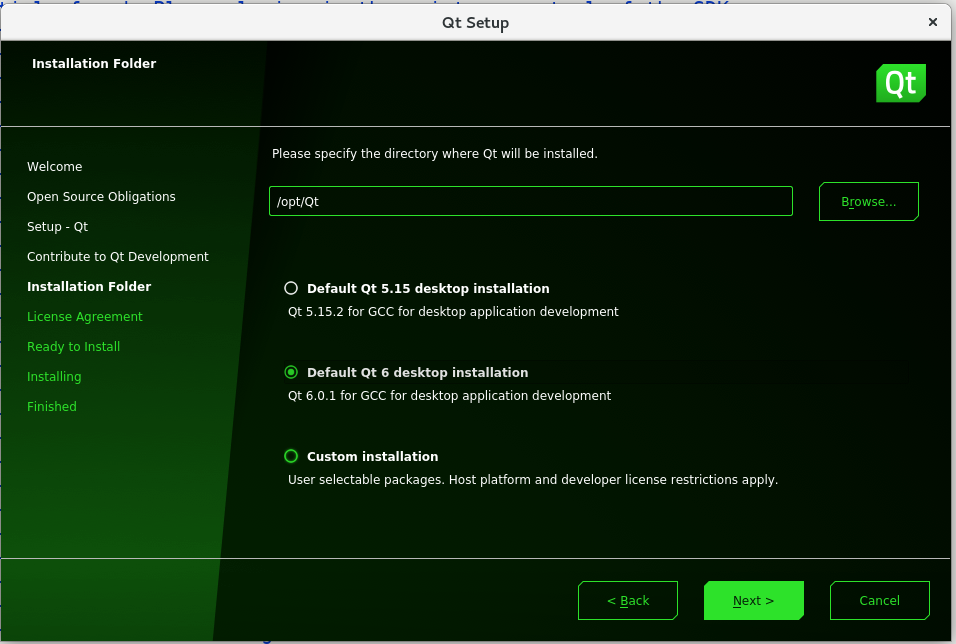 Qt Setup
Installation Folder
Qt
Welcome
Open Source Obligations
Setup - Qt
Contribute to Qt Development
Installation Folder
License Agreement
Ready to Install
Installing
Finished
Please specify the directory where Qt will be installed.
/opt/Qt
Browse...
Default Qt 5.15 desktop installation
Qt 5.15.2 for GCC for desktop application development
Default Qt 6 desktop installation
Qt 6.0.1 for GCC for desktop application development
Custom installation
User selectable packages. Host platform and developer license restrictions apply.
< Back
Next >
Cancel